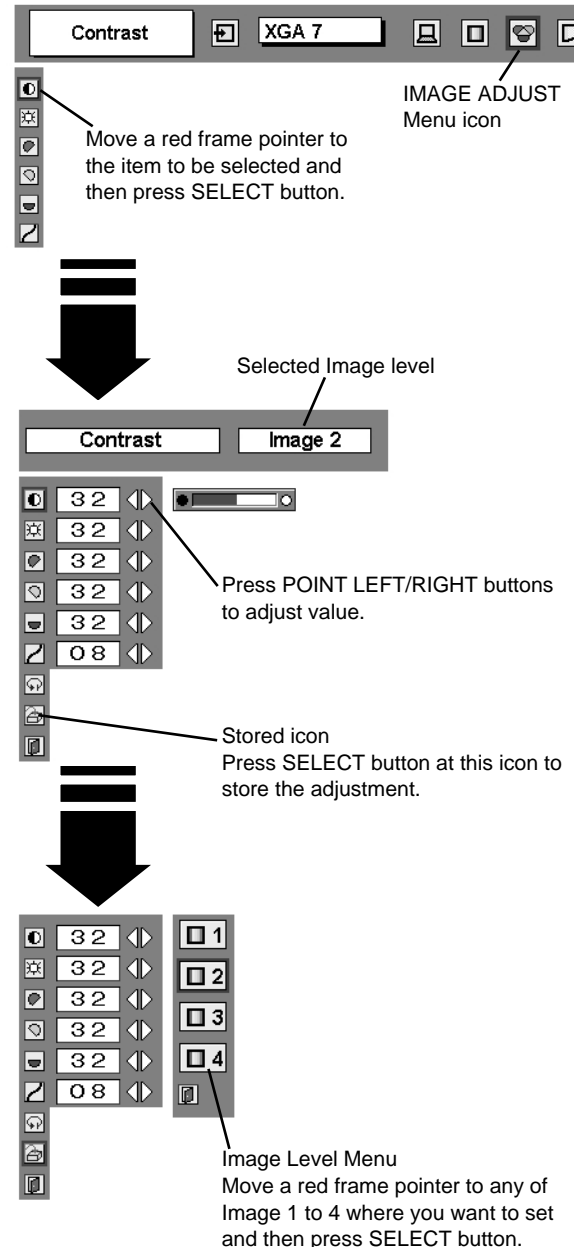 Contrast
XGA 7
IMAGE ADJUST
Menu icon
Move a red frame pointer to
the item to be selected and
then press SELECT button.
Selected Image level
Contrast
Image 2
32
32
32
32
32
08
Press POINT LEFT/RIGHT buttons
to adjust value.
Stored icon
Press SELECT button at this icon to
store the adjustment.
32
1
32
2
32
32
3
32
4
08
Image Level Menu
Move a red frame pointer to any of
Image 1 to 4 where you want to set
and then press SELECT button.